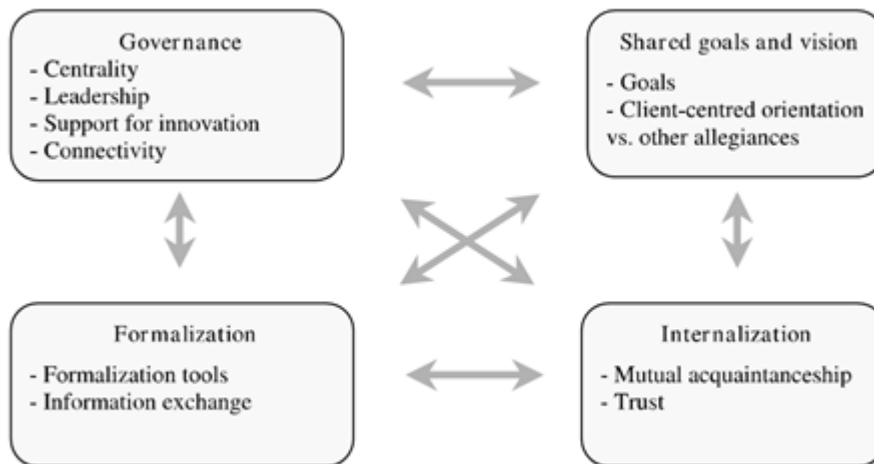 Governance
- Centrality
- Leadership
- Support for innovation
- Connectivity
Shared goals and vision
- Goals
- Client-centred orientation
vs. other allegiances
Formalization
- Formalization tools
- Information exchange
Internalization
- Mutual acquaintanceship
- Trust